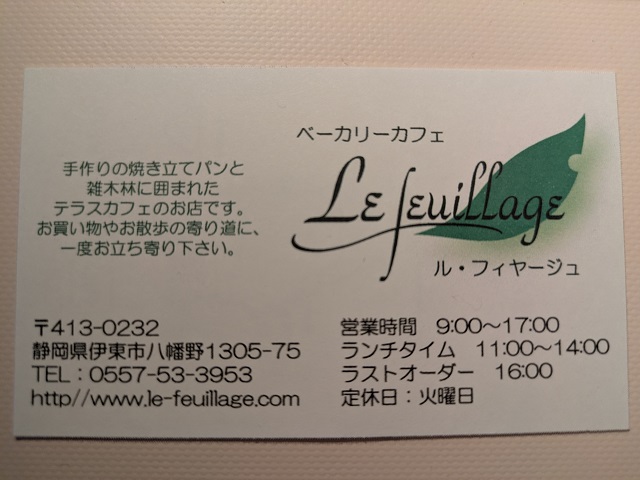 ベーカリーカフェ
Le feuillage
ル・フィヤージュ
手作りの焼き立てパンと
雑木林に囲まれた
テラスカフェのお店です。
お買い物やお散歩の寄り道に、
一度お立ち寄り下さい。
〒413-0232
静岡県伊東市八幡野1305-75
TEL：0557-53-3953
http//www.le-feuillage.com
営業時間　9:00～17:00
ランチタイム　11:00～14:00
ラストオーダー　16:00
定休日：火曜日